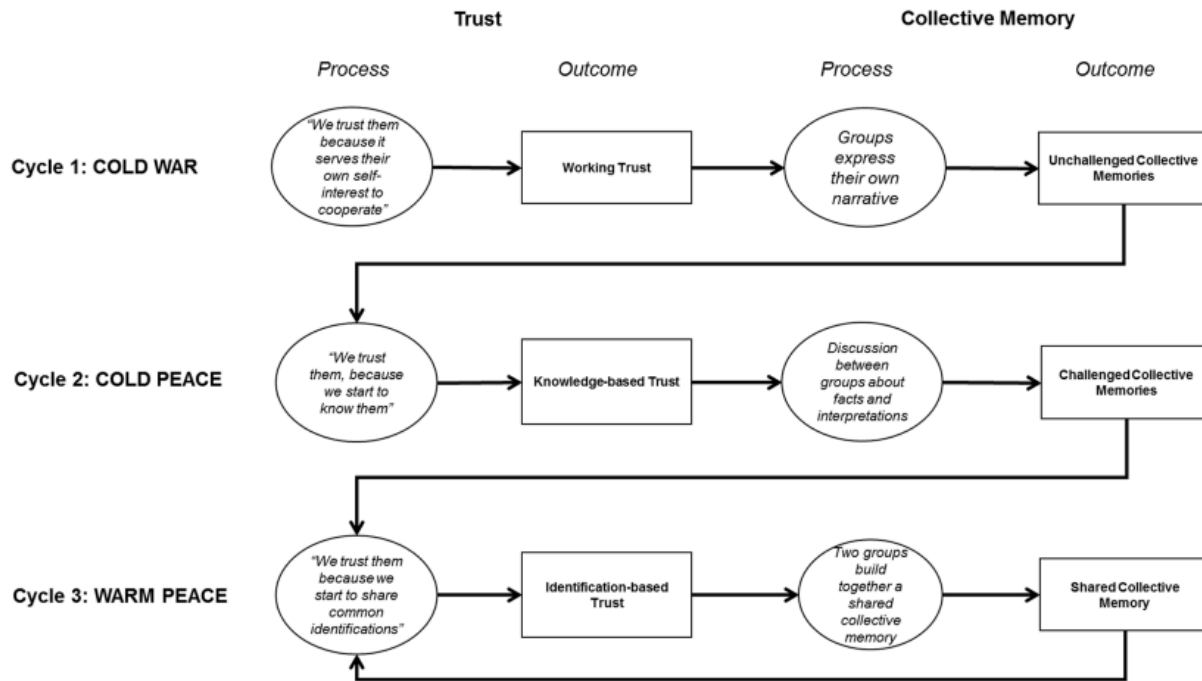 Trust
Collective Memory
Process
Outcome
Process
Outcome
Cycle 1: COLD WAR
“We trust them
because it
serves their
own self-
interest to
cooperate”
Working Trust
Groups
express
their own
narrative
Unchallenged Collective
Memories
Cycle 2: COLD PEACE
“We trust
them, because
we start to
know them”
Knowledge-based Trust
Discussion
between
groups about
facts and
interpretations
Challenged Collective
Memories
Cycle 3: WARM PEACE
“We trust them
because we
start to share
common
identifications”
Identification-based
Trust
Two groups
build
together a
shared
collective
memory
Shared Collective
Memory